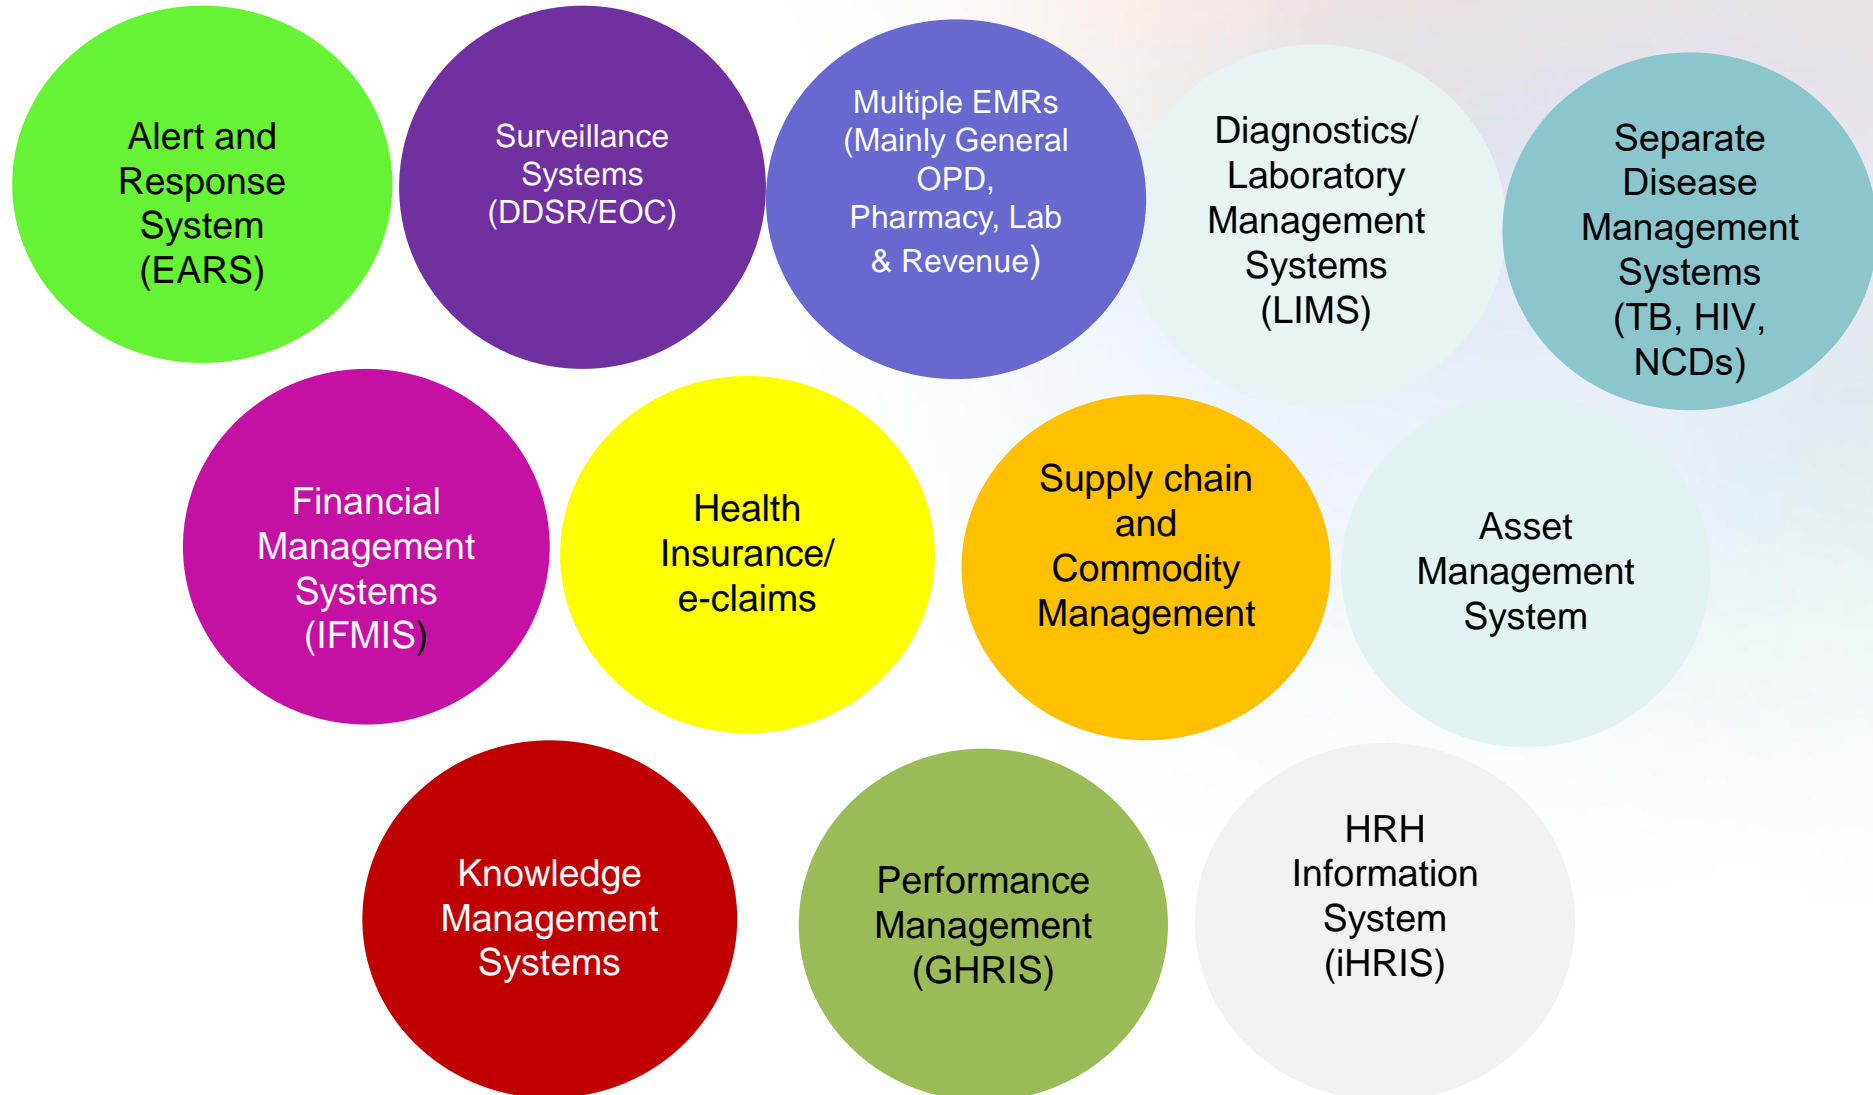 Alert and
Response
System
(EARS)
Surveillance
Systems
(DDSR/EOC)
Multiple EMRs
(Mainly General
OPD,
Pharmacy, Lab
& Revenue)
Diagnostics/
Laboratory
Management
Systems
(LIMS)
Separate
Disease
Management
Systems
(TB, HIV,
NCDs)
Financial
Management
Systems
(IFMIS)
Health
Insurance/
e-claims
Supply chain
and
Commodity
Management
Asset
Management
System
Knowledge
Management
Systems
Performance
Management
(GHRIS)
HRH
Information
System
(iHRIS)